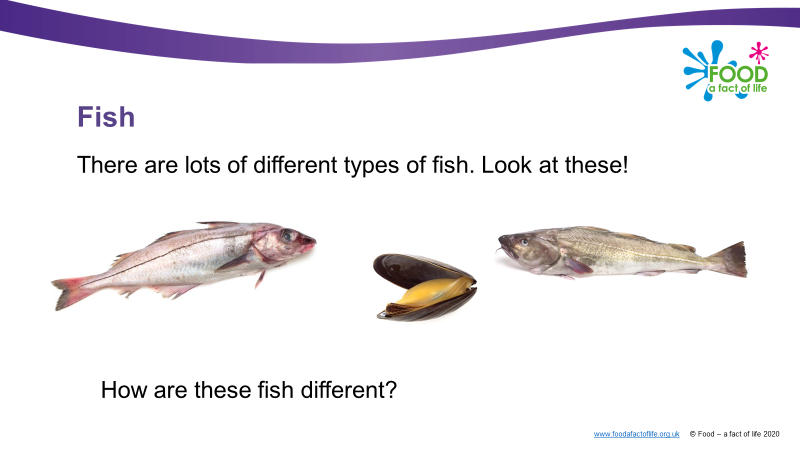 FOOD
a fact of life
Fish
There are lots of different types of fish. Look at these!
How are these fish different?
www.foodafactoflife.org.uk © Food – a fact of life 2020